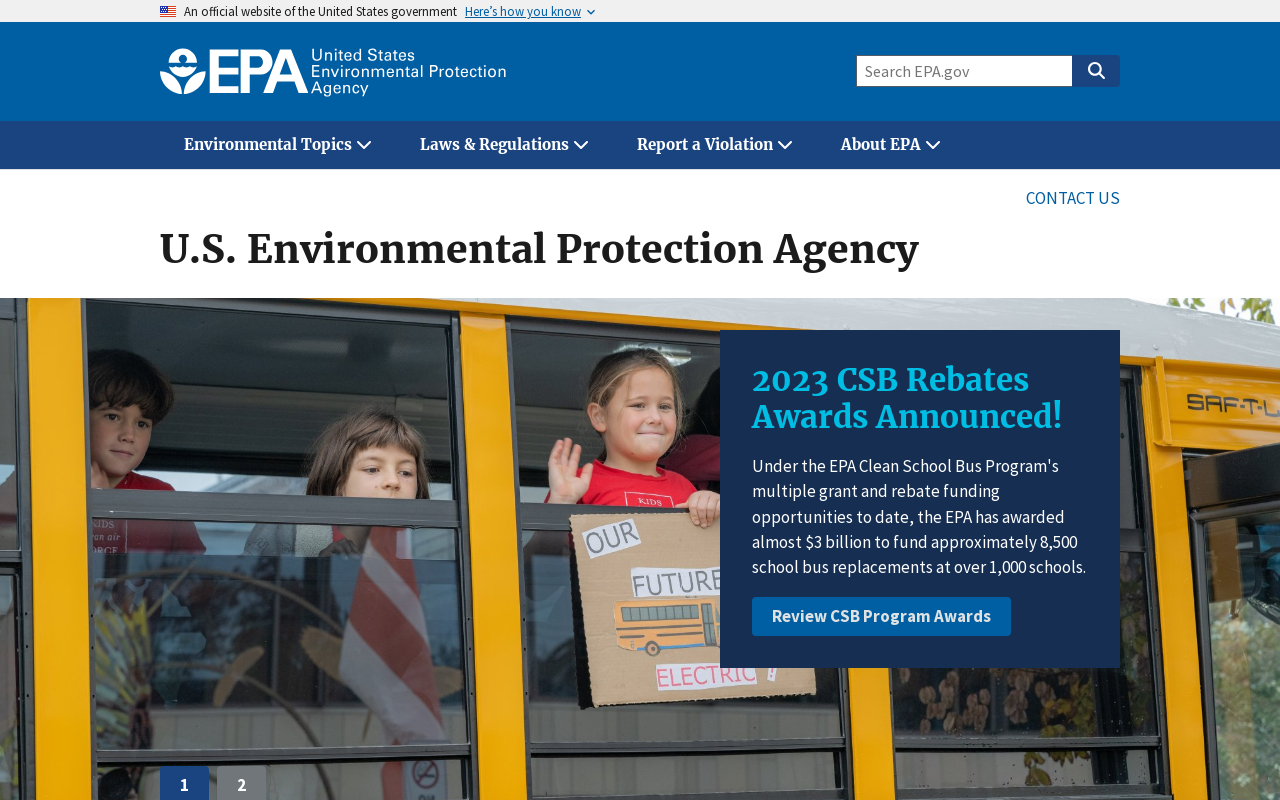 An official website of the United States government Here's how you know
EPA United States
Environmental Protection
Agency
Search EPA.gov
Environmental Topics
Laws & Regulations
Report a Violation
About EPA
CONTACT US
U.S. Environmental Protection Agency
SAF-T-L
2023 CSB Rebates
Awards Announced!
Under the EPA Clean School Bus Program's
multiple grant and rebate funding
opportunities to date, the EPA has awarded
almost $3 billion to fund approximately 8,500
school bus replacements at over 1,000 schools.
Review CSB Program Awards
KIDS
KIDS
an air
ORCE
OUR
FUTURE
ELECTRIC !
1
2